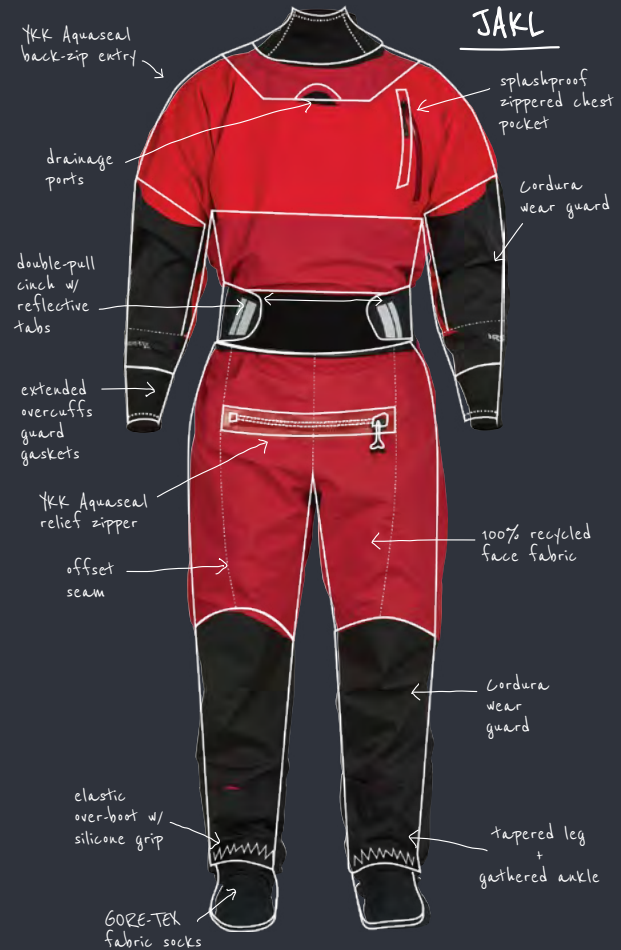 JAKL
YKK Aquaseal
back-zip entry
splashproof
zippered chest
pocket
drainage
ports
Cordura
wear guard
double-pull
cinch w/
reflective
tabs
extended
overcuffs
guard
gaskets
YKK Aquaseal
relief zipper
100% recycled
face fabric
offset
seam
Cordura
wear
guard
elastic
over-boot w/
silicone grip
tapered leg
+
gathered ankle
GORE-TEX
fabric socks